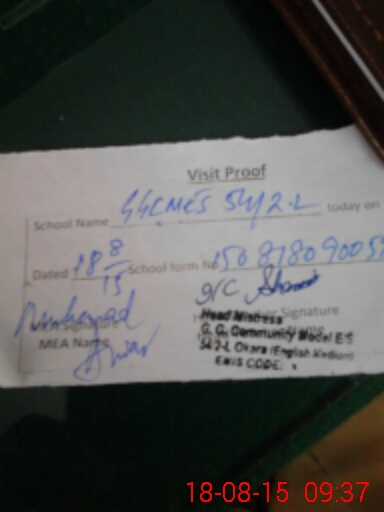 Visit Proof
School Name GGCMES 54/2-L today on
Dated 18/8/15 School form No 15087809005
I/C
Signature
MEA Name
Head Mistress
G. G. Community Model E/S
54/2-L Okara (English Medium)
EMIS CODE:
18-08-15 09:37